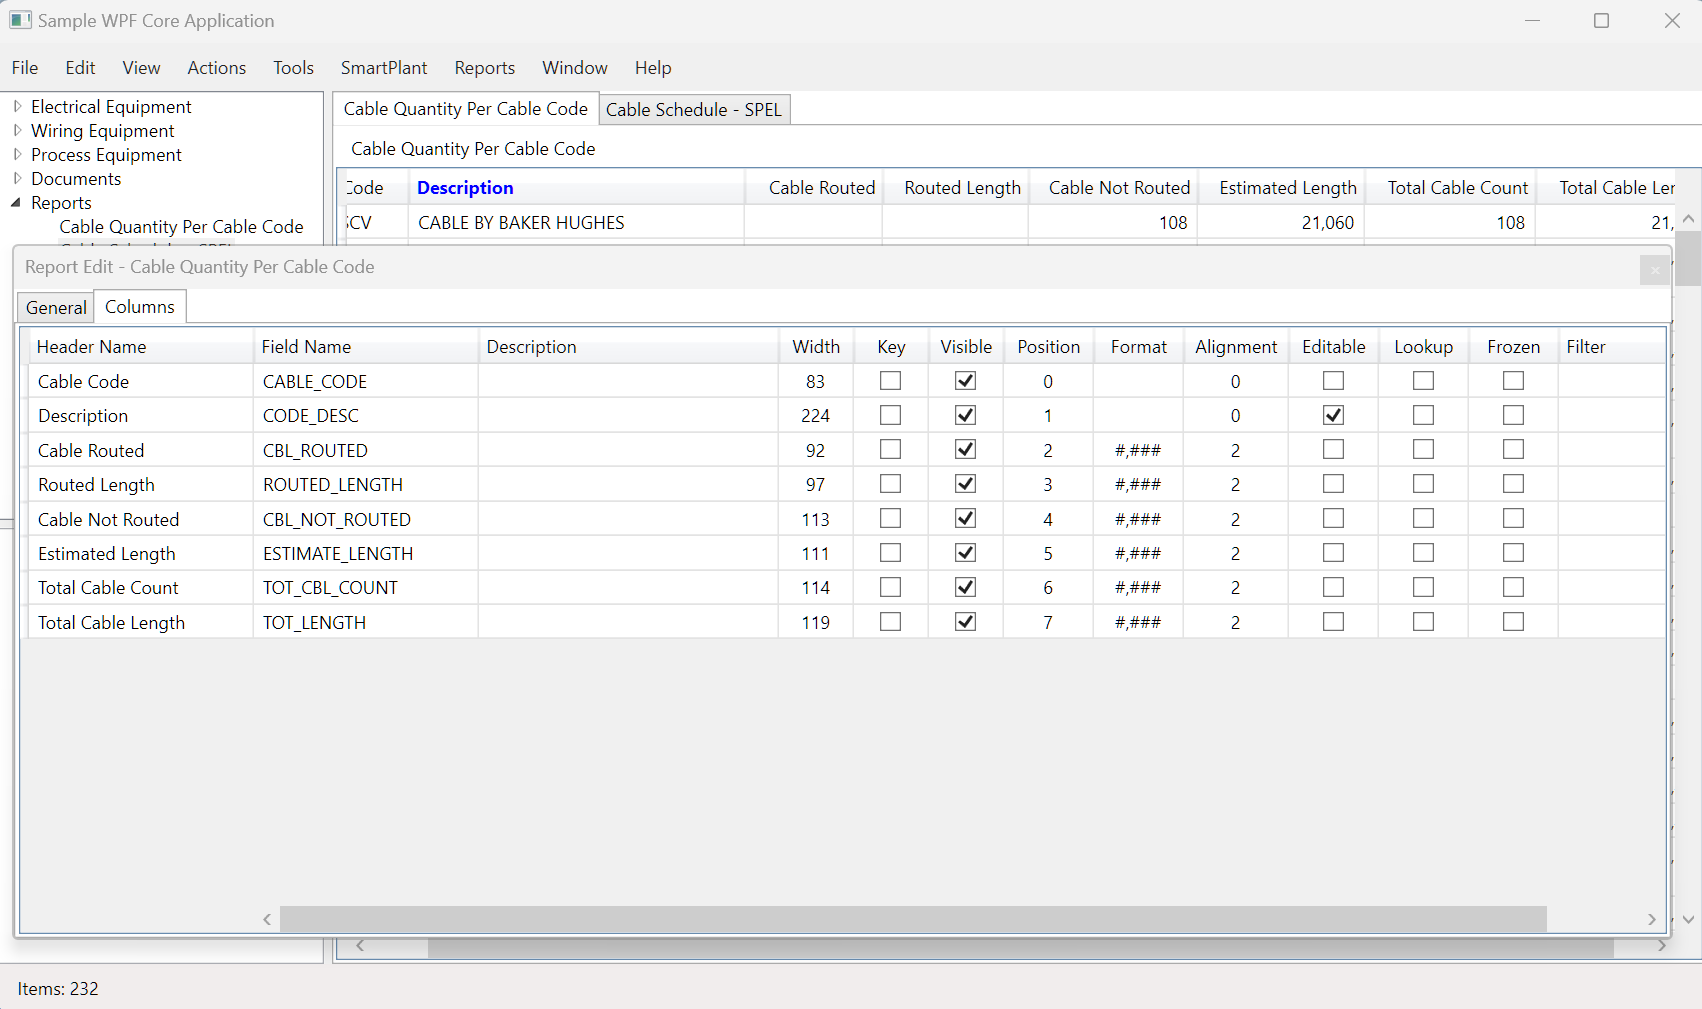 Sample WPF Core Application
File Edit View Actions Tools SmartPlant Reports Window Help
Electrical Equipment
Wiring Equipment
Process Equipment
Documents
Reports
Cable Quantity Per Cable Code
Cable Quantity Per Cable Code Cable Schedule - SPEL
Cable Quantity Per Cable Code
Code Description Cable Routed Routed Length Cable Not Routed Estimated Length Total Cable Count Total Cable Ler
SCV CABLE BY BAKER HUGHES 108 21,060 108 21,
Report Edit - Cable Quantity Per Cable Code
General Columns
Header Name Field Name Description Width Key Visible Position Format Alignment Editable Lookup Frozen Filter
Cable Code CABLE_CODE 83 0 0
Description CODE_DESC 224 1 0
Cable Routed CBL_ROUTED 92 2 #,### 2
Routed Length ROUTED_LENGTH 97 3 #,### 2
Cable Not Routed CBL_NOT_ROUTED 113 4 #,### 2
Estimated Length ESTIMATE_LENGTH 111 5 #,### 2
Total Cable Count TOT_CBL_COUNT 114 6 #,### 2
Total Cable Length TOT_LENGTH 119 7 #,### 2
Items: 232